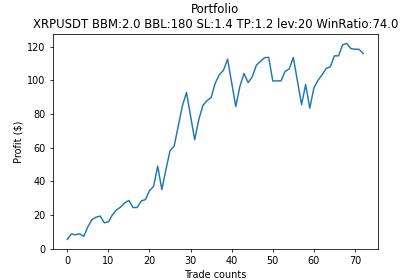 Portfolio
XRPUSDT BBM:2.0 BBL:180 SL:1.4 TP:1.2 lev:20 WinRatio:74.0
120
100
80
60
40
20
0
Profit ($)
0 10 20 30 40 50 60 70
Trade counts